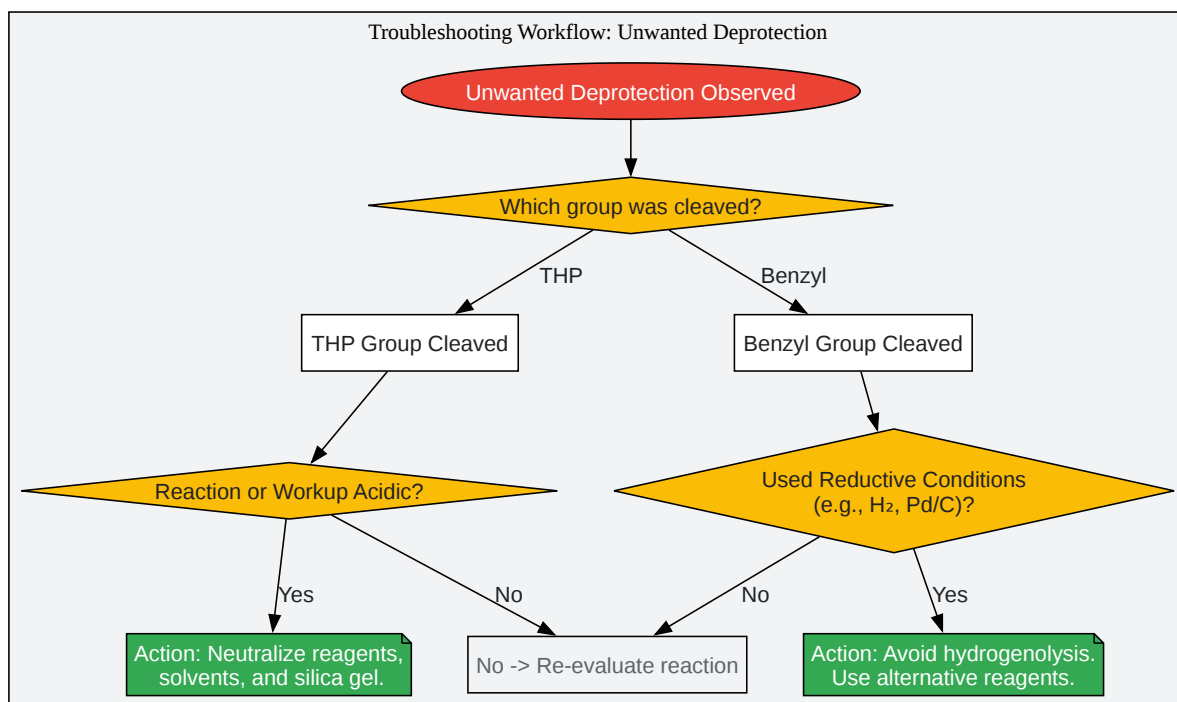 Troubleshooting Workflow: Unwanted Deprotection
Unwanted Deprotection Observed
Which group was cleaved?
THP
Benzyl
THP Group Cleaved
Benzyl Group Cleaved
Reaction or Workup Acidic?
Used Reductive Conditions
(e.g., H₂, Pd/C)?
Yes
No
No
Yes
Action: Neutralize reagents,
solvents, and silica gel.
No -> Re-evaluate reaction
Action: Avoid hydrogenolysis.
Use alternative reagents.